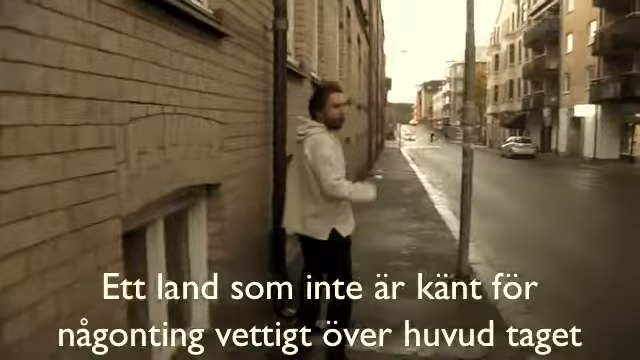 Ett land som inte är känt för
någonting vettigt över huvud taget